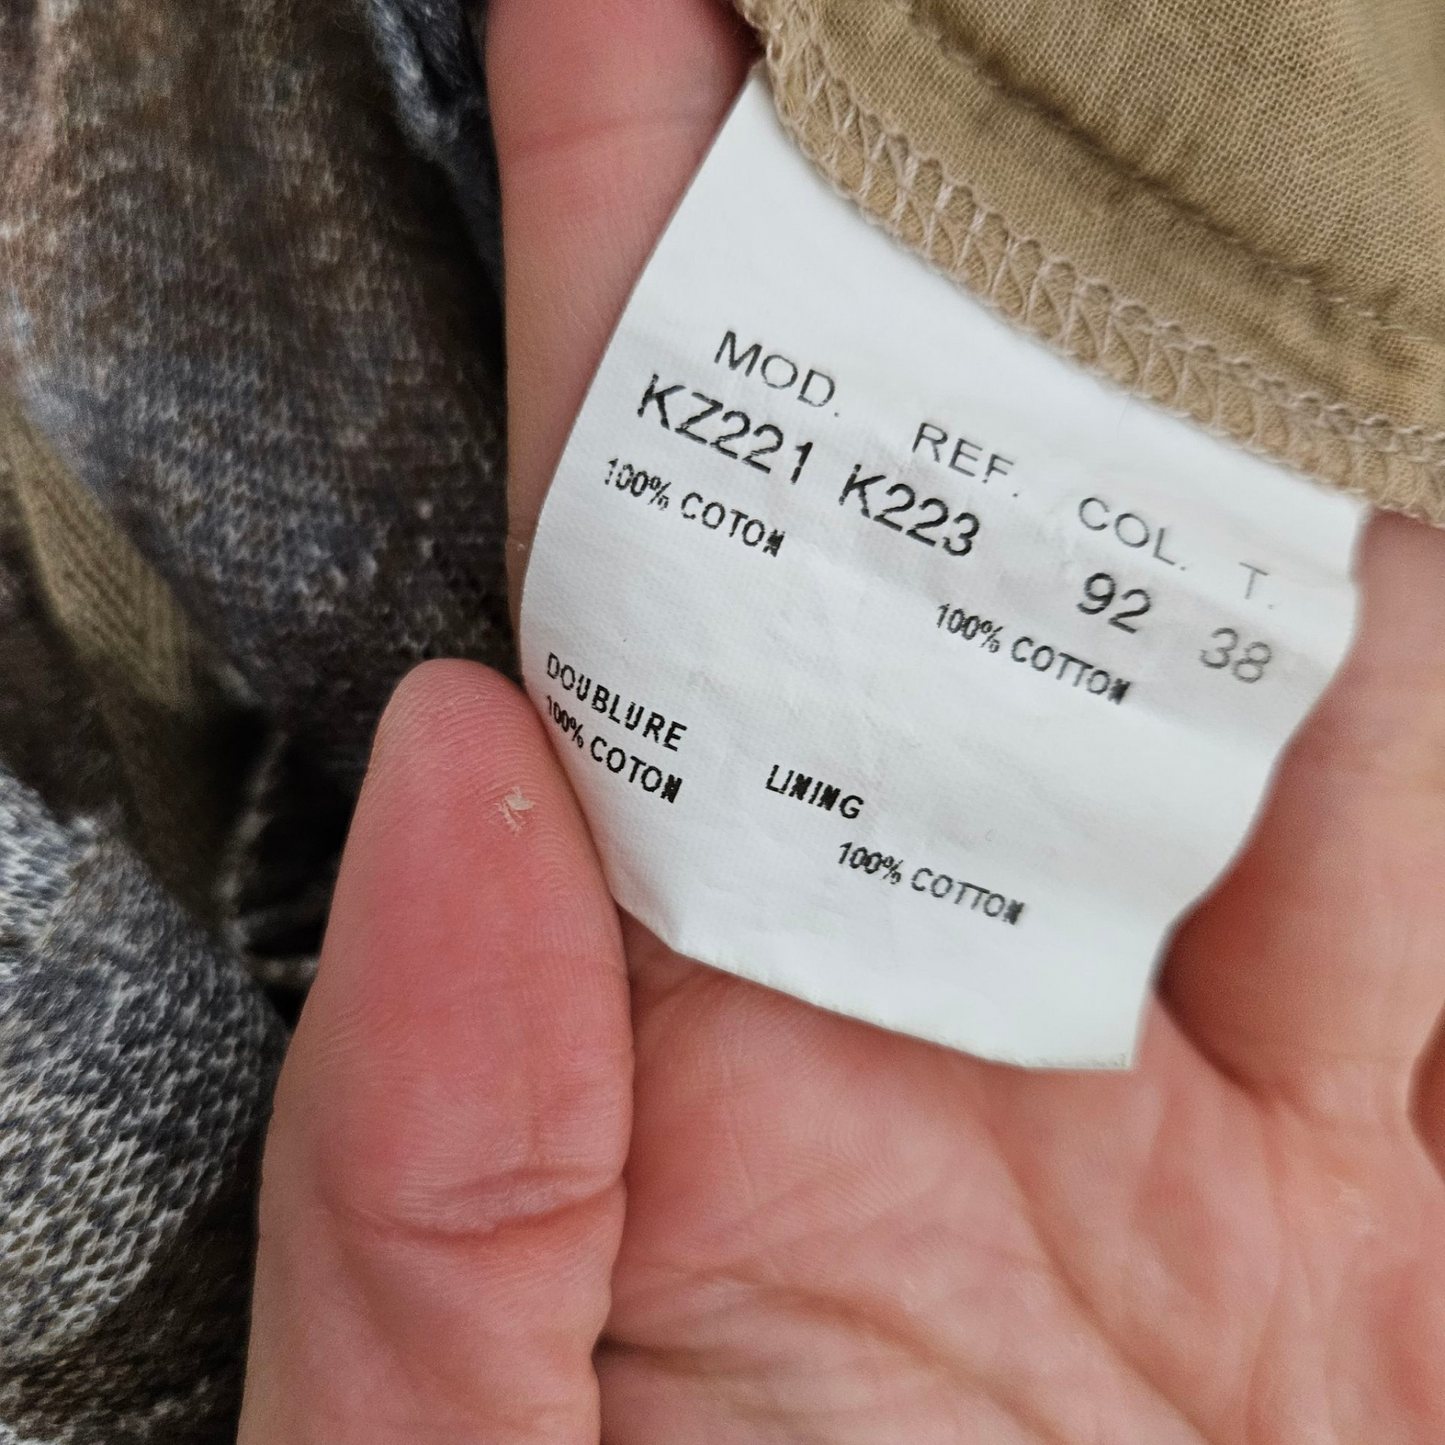 MOD. REF. COL. T.
KZ221 K223 92 38
100% COTON 100% COTTON
DOUBLURE LINING
100% COTON 100% COTTON